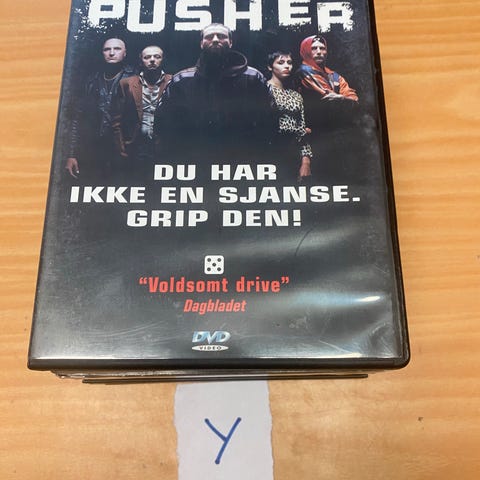 PUSHER
DU HAR
IKKE EN SJANSE.
GRIP DEN!
"Voldsomt drive"
Dagbladet
DVD
VIDEO
Y